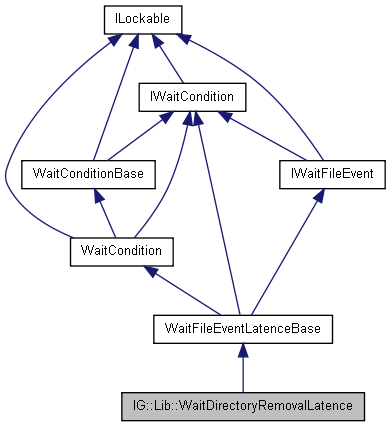 ILockable
IWaitCondition
WaitConditionBase
IWaitFileEvent
WaitCondition
WaitFileEventLatenceBase
IG::Lib::WaitDirectoryRemovalLatence